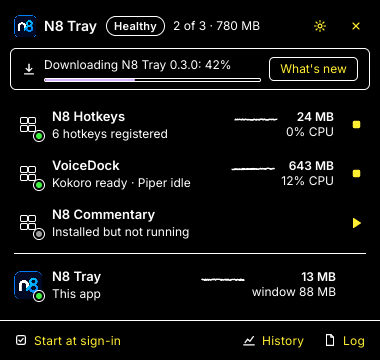 n8 N8 Tray Healthy 2 of 3 · 780 MB
Downloading N8 Tray 0.3.0: 42% What's new
N8 Hotkeys 24 MB
6 hotkeys registered 0% CPU
VoiceDock 643 MB
Kokoro ready · Piper idle 12% CPU
N8 Commentary
Installed but not running
n8 N8 Tray 13 MB
This app window 88 MB
Start at sign-in History Log